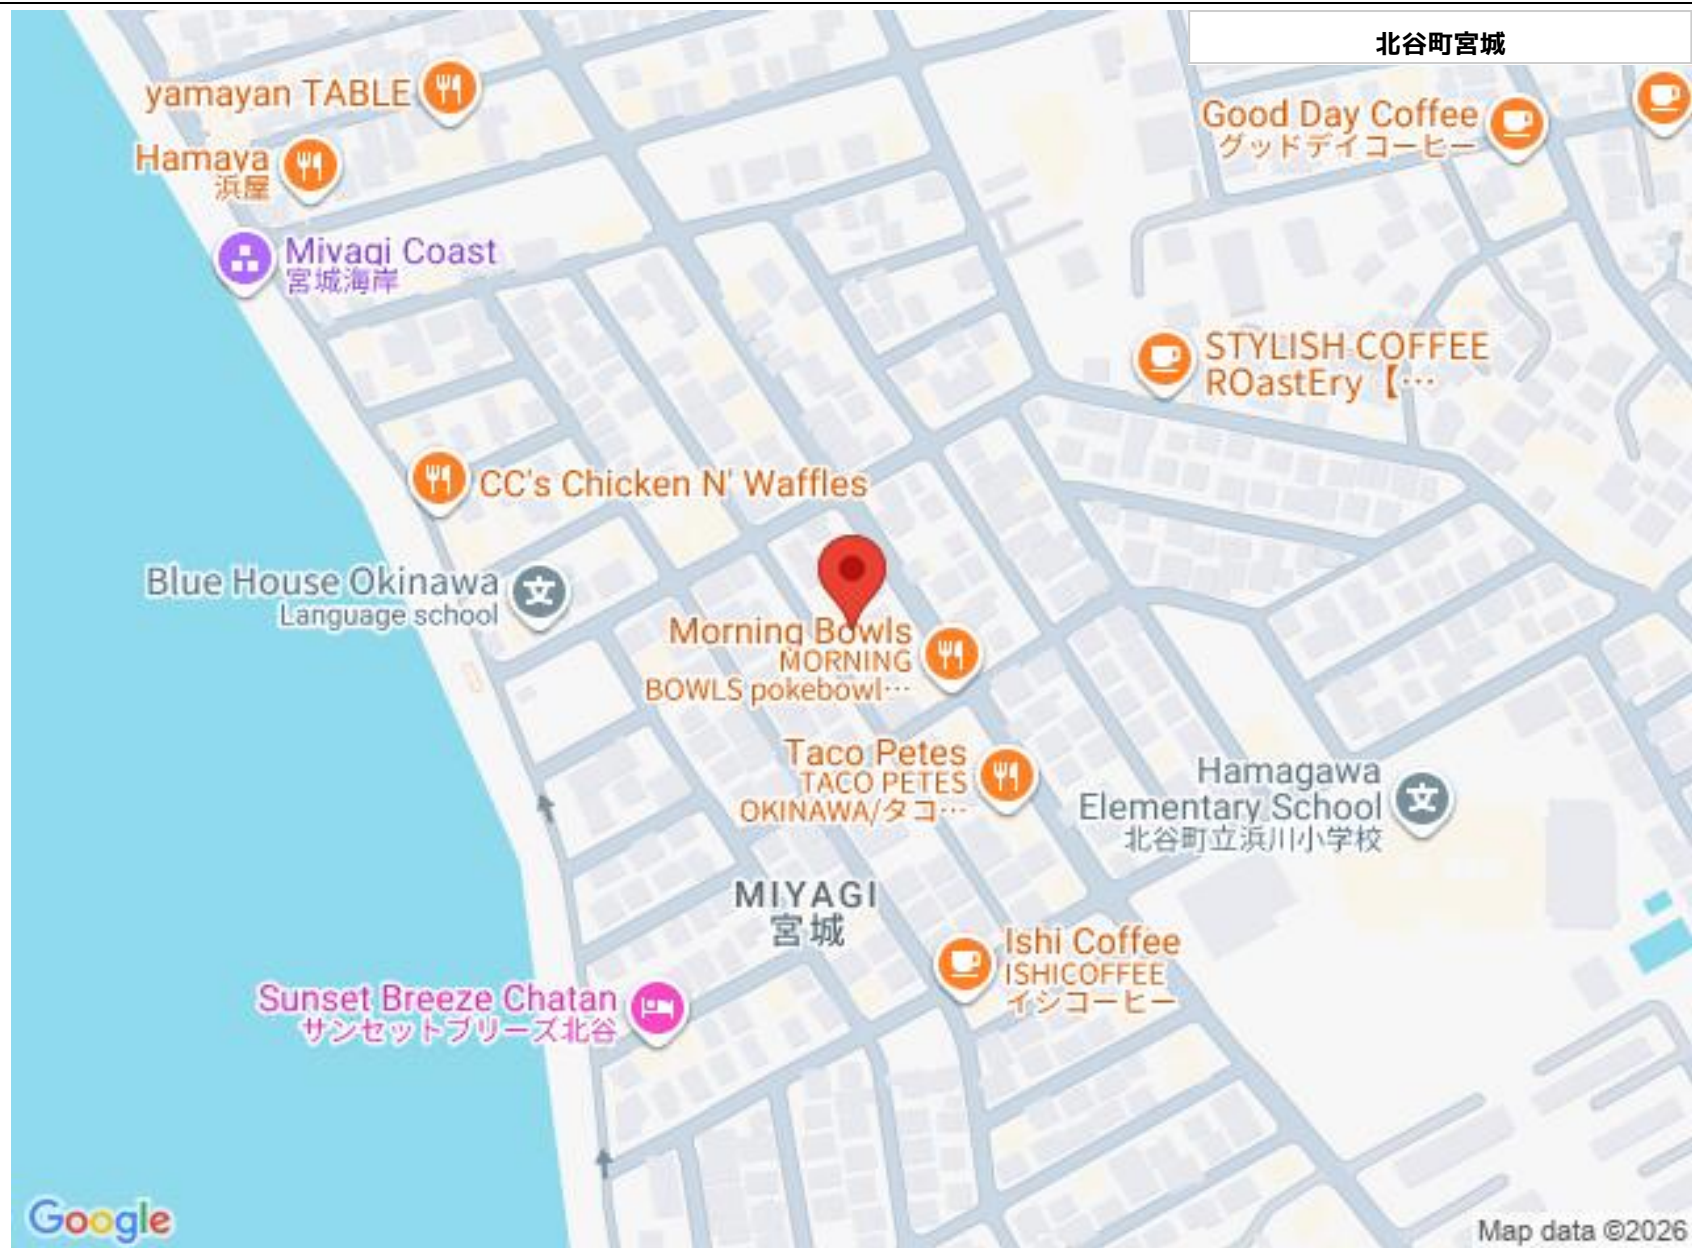 北谷町宮城
yamayan TABLE
Good Day Coffee
グッドデイコーヒー
Hamaya
浜屋
Miyagi Coast
宮城海岸
STYLISH COFFEE
ROastEry【…
CC's Chicken N' Waffles
Blue House Okinawa
Language school
Morning Bowls
MORNING
BOWLS pokebowl…
Taco Petes
TACO PETES
OKINAWA/タコ…
Hamagawa
Elementary School
北谷町立浜川小学校
MIYAGI
宮城
Ishi Coffee
ISHICOFFEE
イシコーヒー
Sunset Breeze Chatan
サンセットブリーズ北谷
Google
Map data ©2026